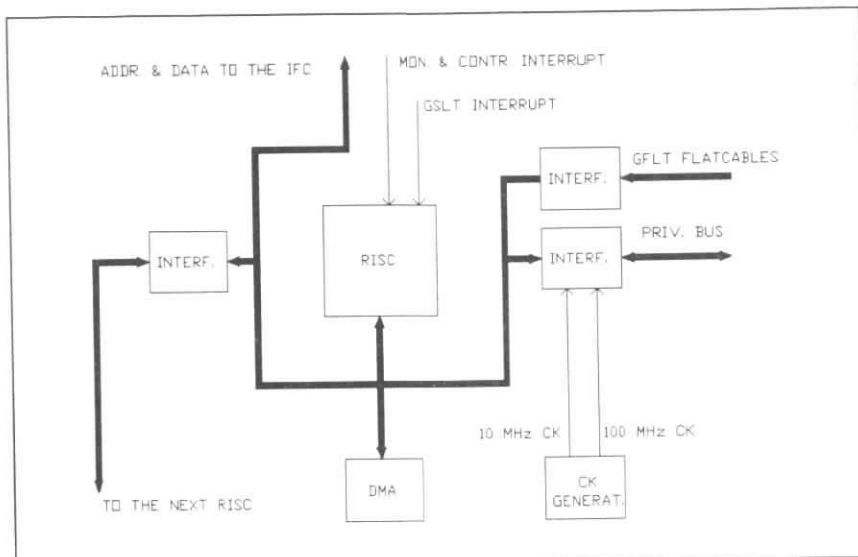 ADDR. & DATA TO THE IFC
MON. & CONTR INTERRUPT
GSLT INTERRUPT
GFLT FLATCABLES
INTERF.
PRIV. BUS
INTERF.
RISC
INTERF.
10 MHz CK
100 MHz CK
TO THE NEXT RISC
DMA
CK
GENERAT.